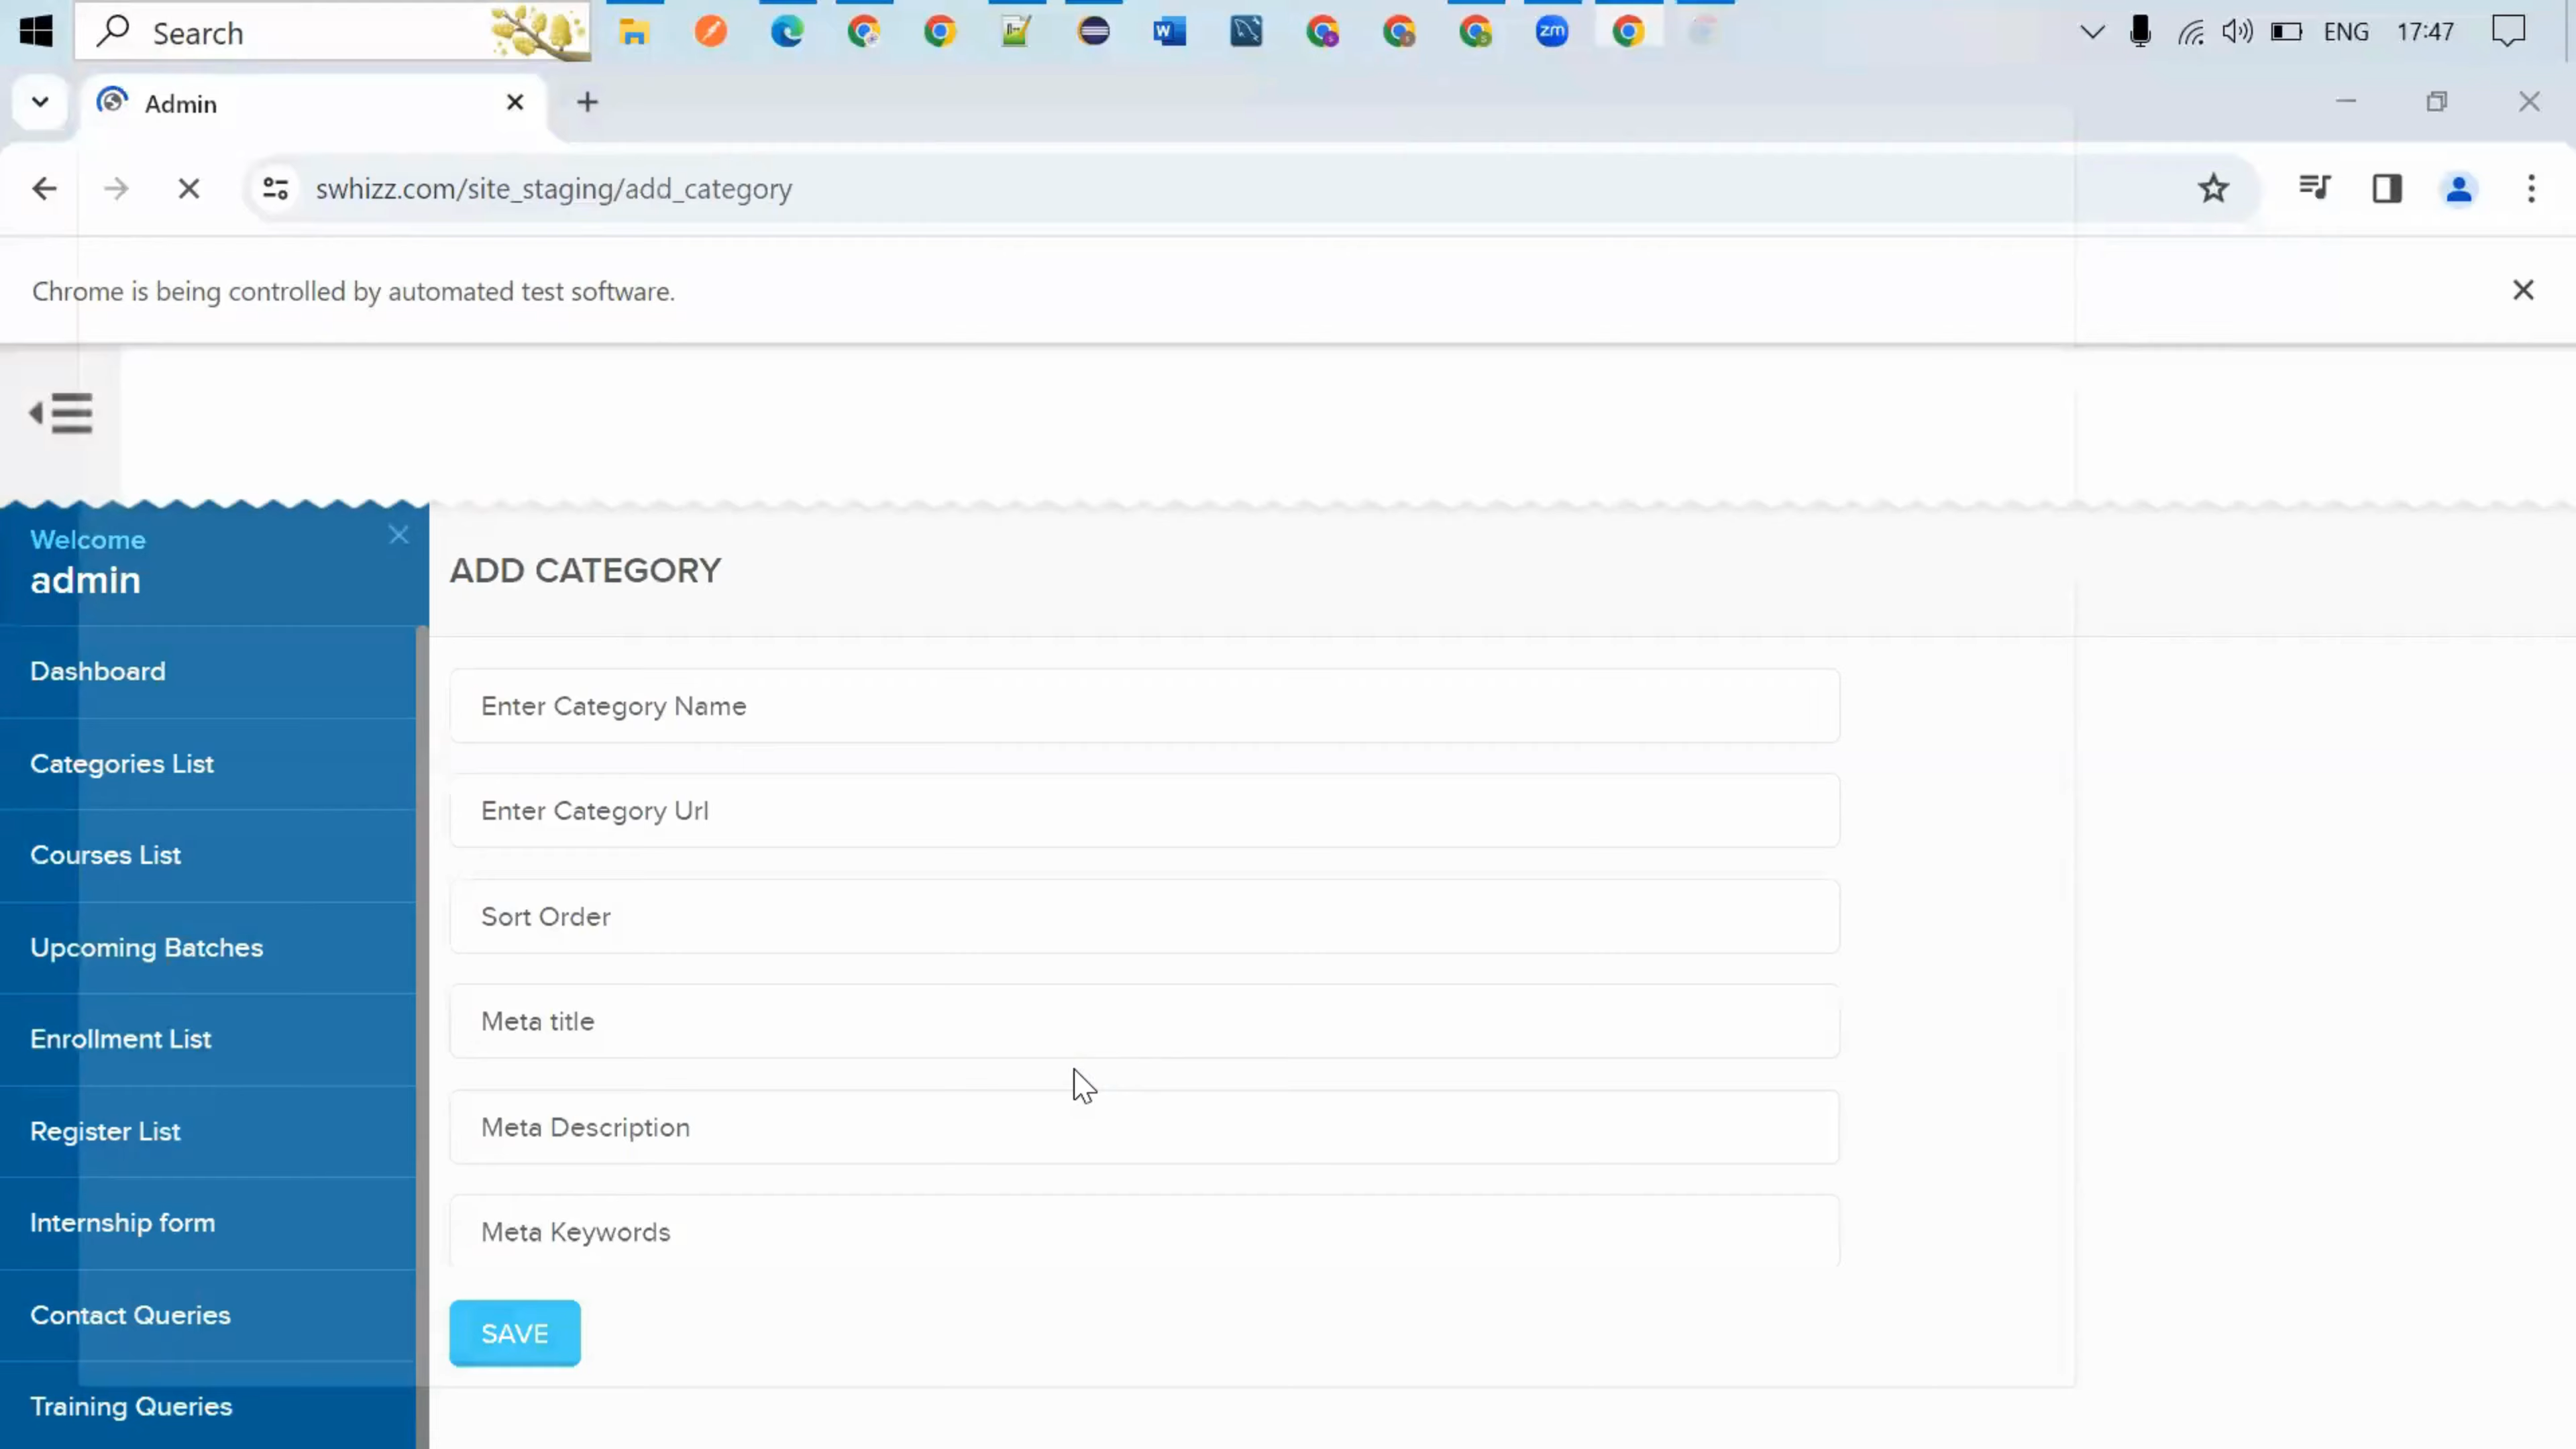 Search
W
zm
ENG
17:47
Admin
swhizz.com/site_staging/add_category
Chrome is being controlled by automated test software.
Welcome
admin
ADD CATEGORY
Dashboard
Categories List
Courses List
Upcoming Batches
Enrollment List
Register List
Internship form
Contact Queries
Training Queries
Enter Category Name
Enter Category Url
Sort Order
Meta title
Meta Description
Meta Keywords
SAVE